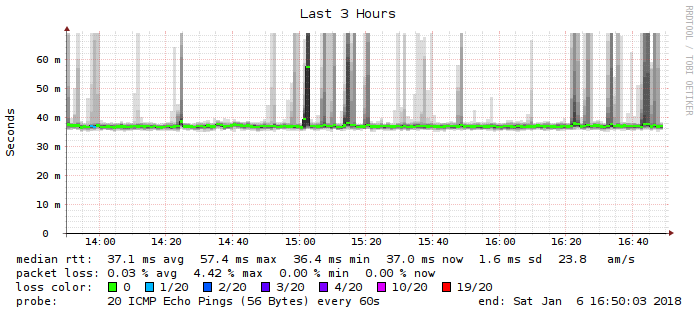 Last 3 Hours
RRDTOOL / TOBI OETIKER
Seconds
60 m
50 m
40 m
30 m
20 m
10 m
0
14:00 14:20 14:40 15:00 15:20 15:40 16:00 16:20 16:40
median rtt: 37.1 ms avg 57.4 ms max 36.4 ms min 37.0 ms now 1.6 ms sd 23.8 am/s
packet loss: 0.03 % avg 4.42 % max 0.00 % min 0.00 % now
loss color: 0 1/20 2/20 3/20 4/20 10/20 19/20
probe: 20 ICMP Echo Pings (56 Bytes) every 60s end: Sat Jan 6 16:50:03 2018